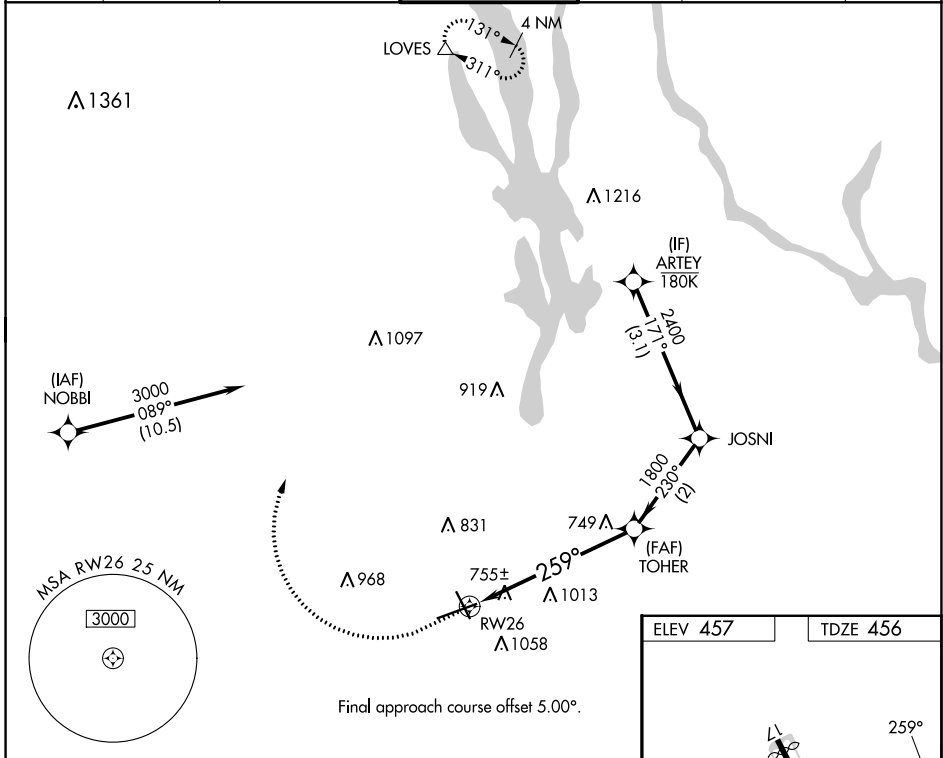 4 NM
131°
LOVES
311°
1361
1216
(IF)
ARTEY
180K
2400
171°
(3.1)
1097
(IAF)
NOBBI
3000
089°
(10.5)
919
JOSNI
1800
230°
(2)
831
749
(FAF)
TOHER
259°
755±
968
1013
RW26
1058
MSA RW26 25 NM
3000
ELEV 457
TDZE 456
Final approach course offset 5.00°.
17
259°